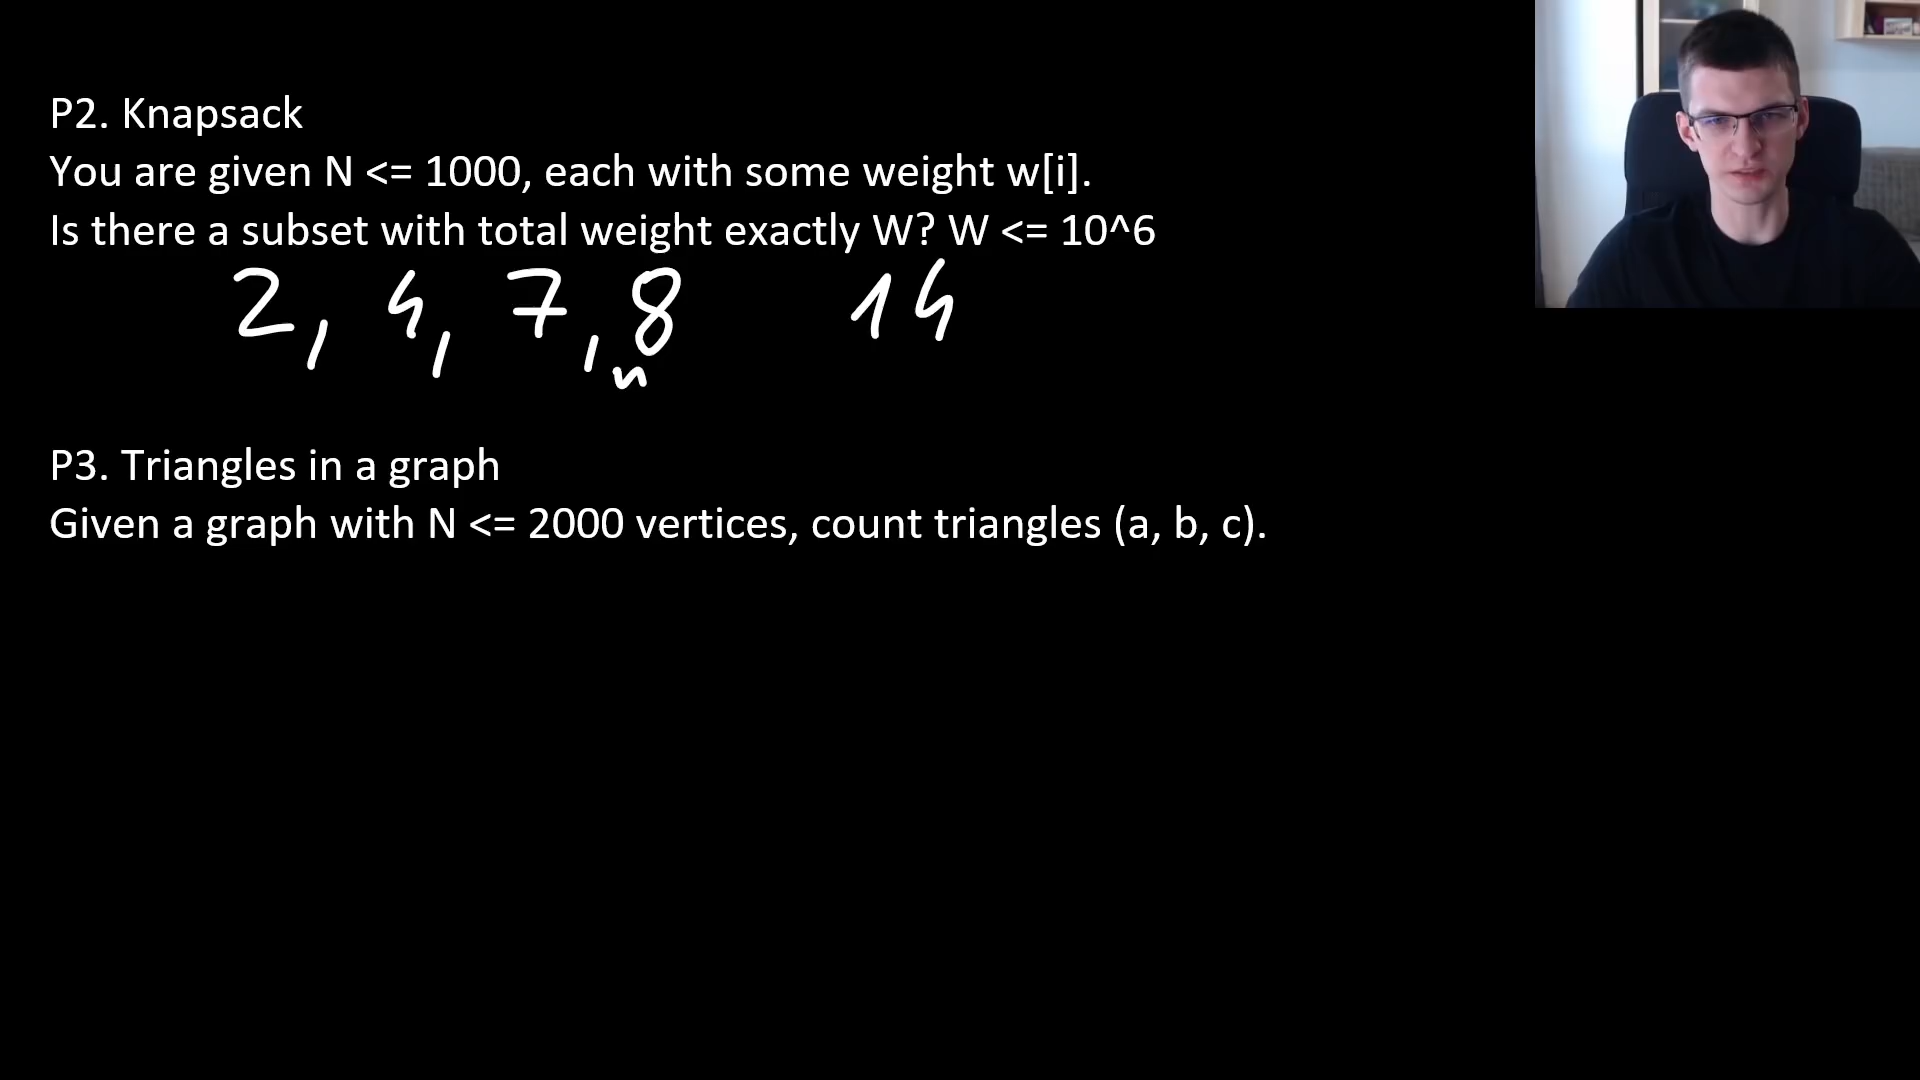 P2. Knapsack
You are given N <= 1000, each with some weight w[i].
Is there a subset with total weight exactly W? W <= 10^6
2, 4, 7, 8 14
n
P3. Triangles in a graph
Given a graph with N <= 2000 vertices, count triangles (a, b, c).